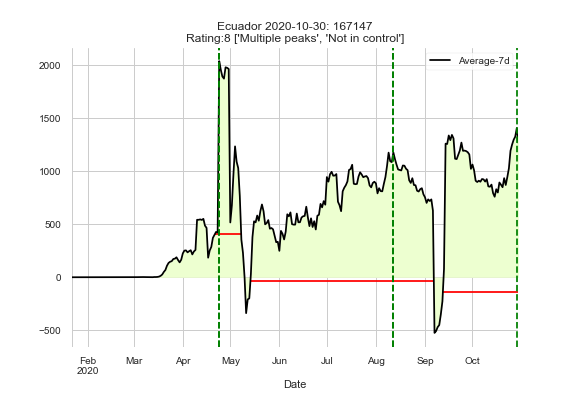 Ecuador 2020-10-30: 167147
Rating:8 ['Multiple peaks', 'Not in control']
Average-7d
2000
1500
1000
500
0
−500
Feb
2020
Mar
Apr
May
Jun
Jul
Aug
Sep
Oct
Date